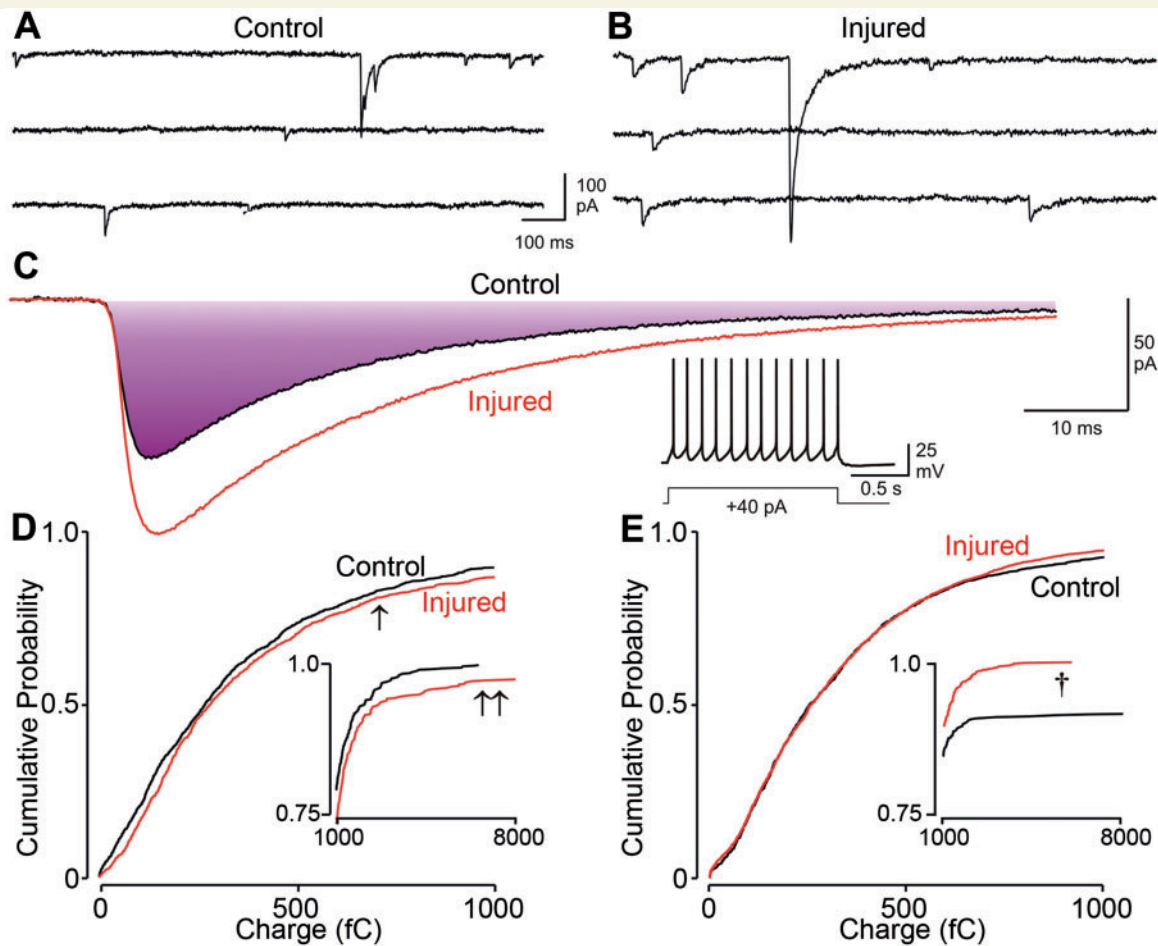 A
Control
B
Injured
100
pA
100 ms
C
Control
Injured
50
pA
10 ms
25
mV
0.5 s
+40 pA
D
1.0
Cumulative Probability
0.5
0
Control
Injured
↑
1.0
↑↑
0.75
1000
8000
0
500
1000
Charge (fC)
E
1.0
Cumulative Probability
0.5
0
Injured
Control
1.0
†
0.75
1000
8000
0
500
1000
Charge (fC)